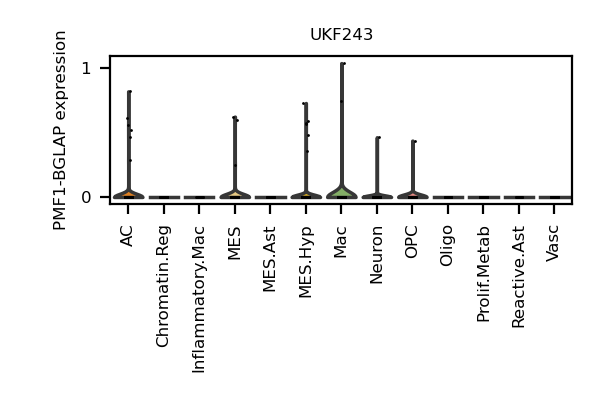 UKF243
PMF1-BGLAP expression
1
0
AC
Chromatin.Reg
Inflammatory.Mac
MES
MES.Ast
MES.Hyp
Mac
Neuron
OPC
Oligo
Prolif.Metab
Reactive.Ast
Vasc